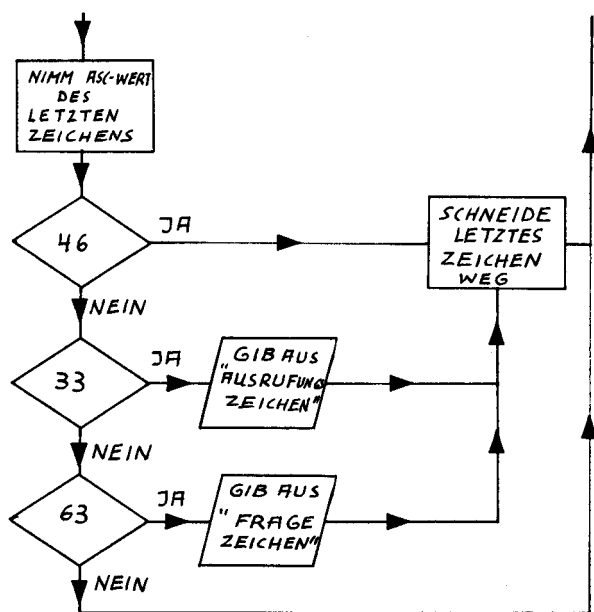 NIMM ASC-WERT
DES
LETZTEN
ZEICHENS
46
JA
SCHNEIDE
LETZTES
ZEICHEN
WEG
NEIN
33
JA
GIB AUS
"AUSRUFUNGS
ZEICHEN"
NEIN
63
JA
GIB AUS
"FRAGE
ZEICHEN"
NEIN